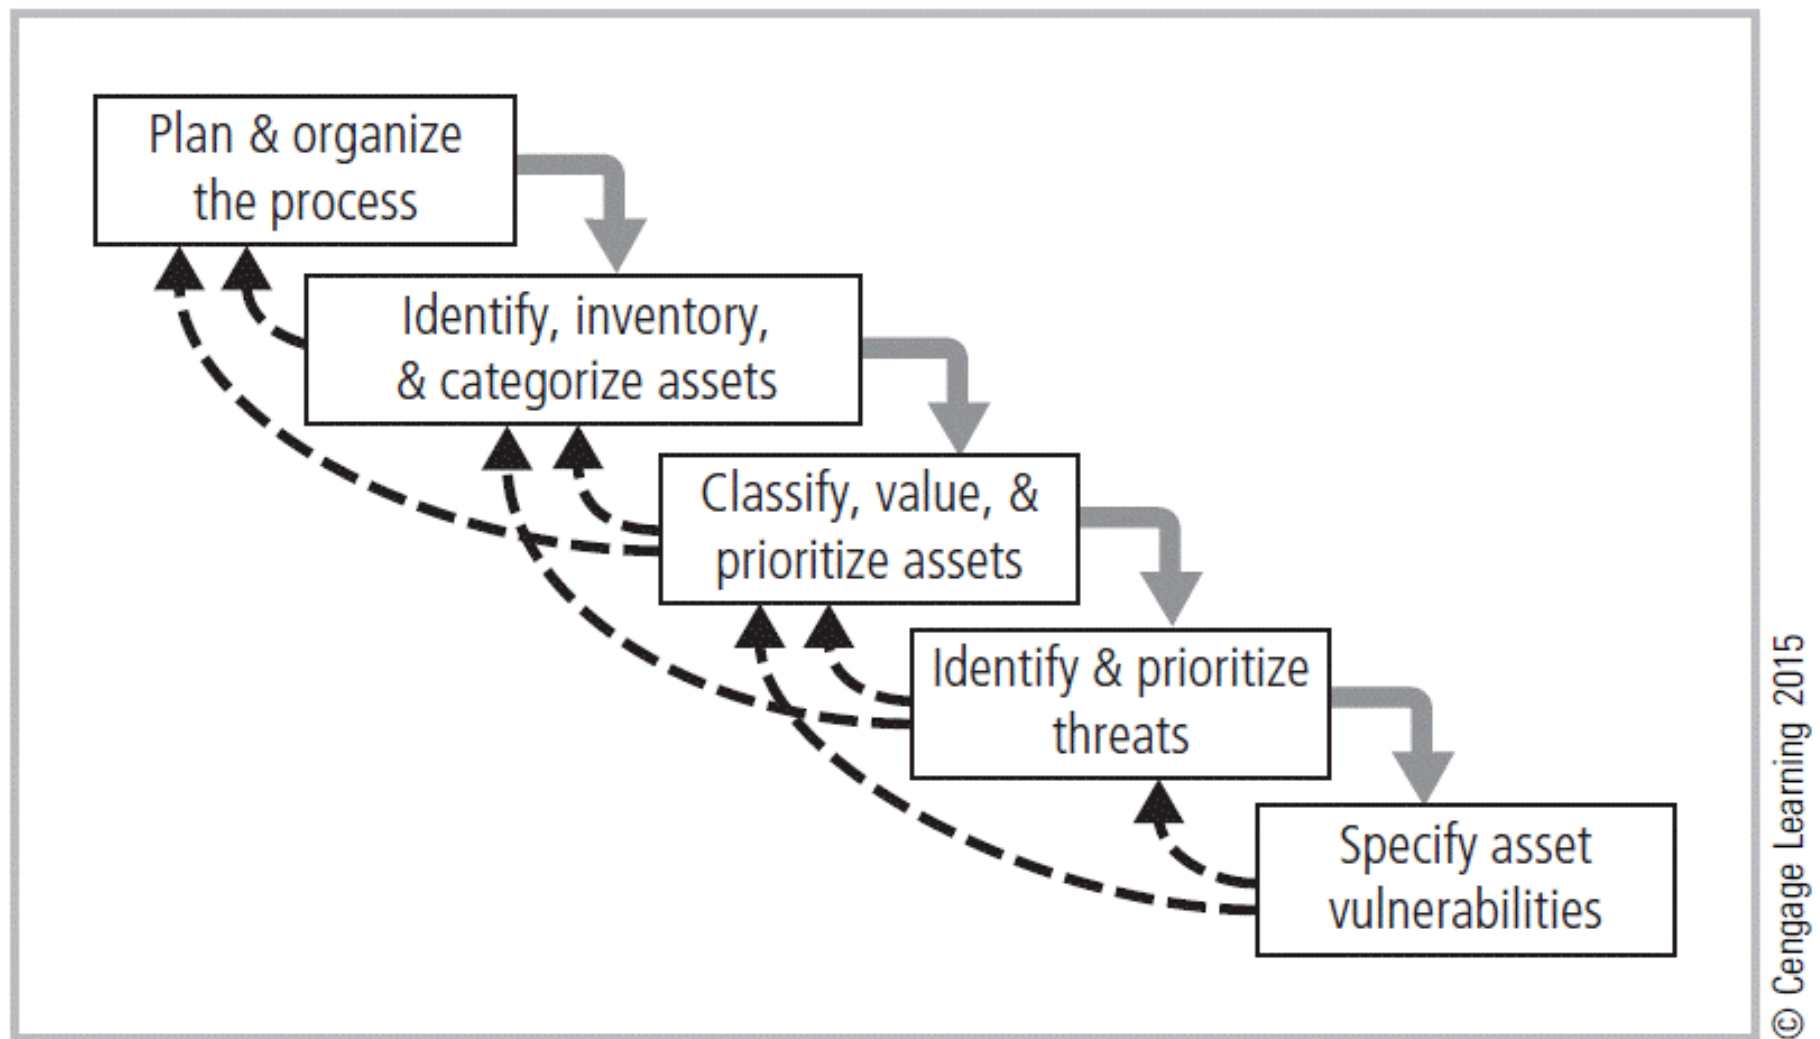 Plan & organize
the process
Identify, inventory,
& categorize assets
Classify, value, &
prioritize assets
Identify & prioritize
threats
Specify asset
vulnerabilities
© Cengage Learning 2015